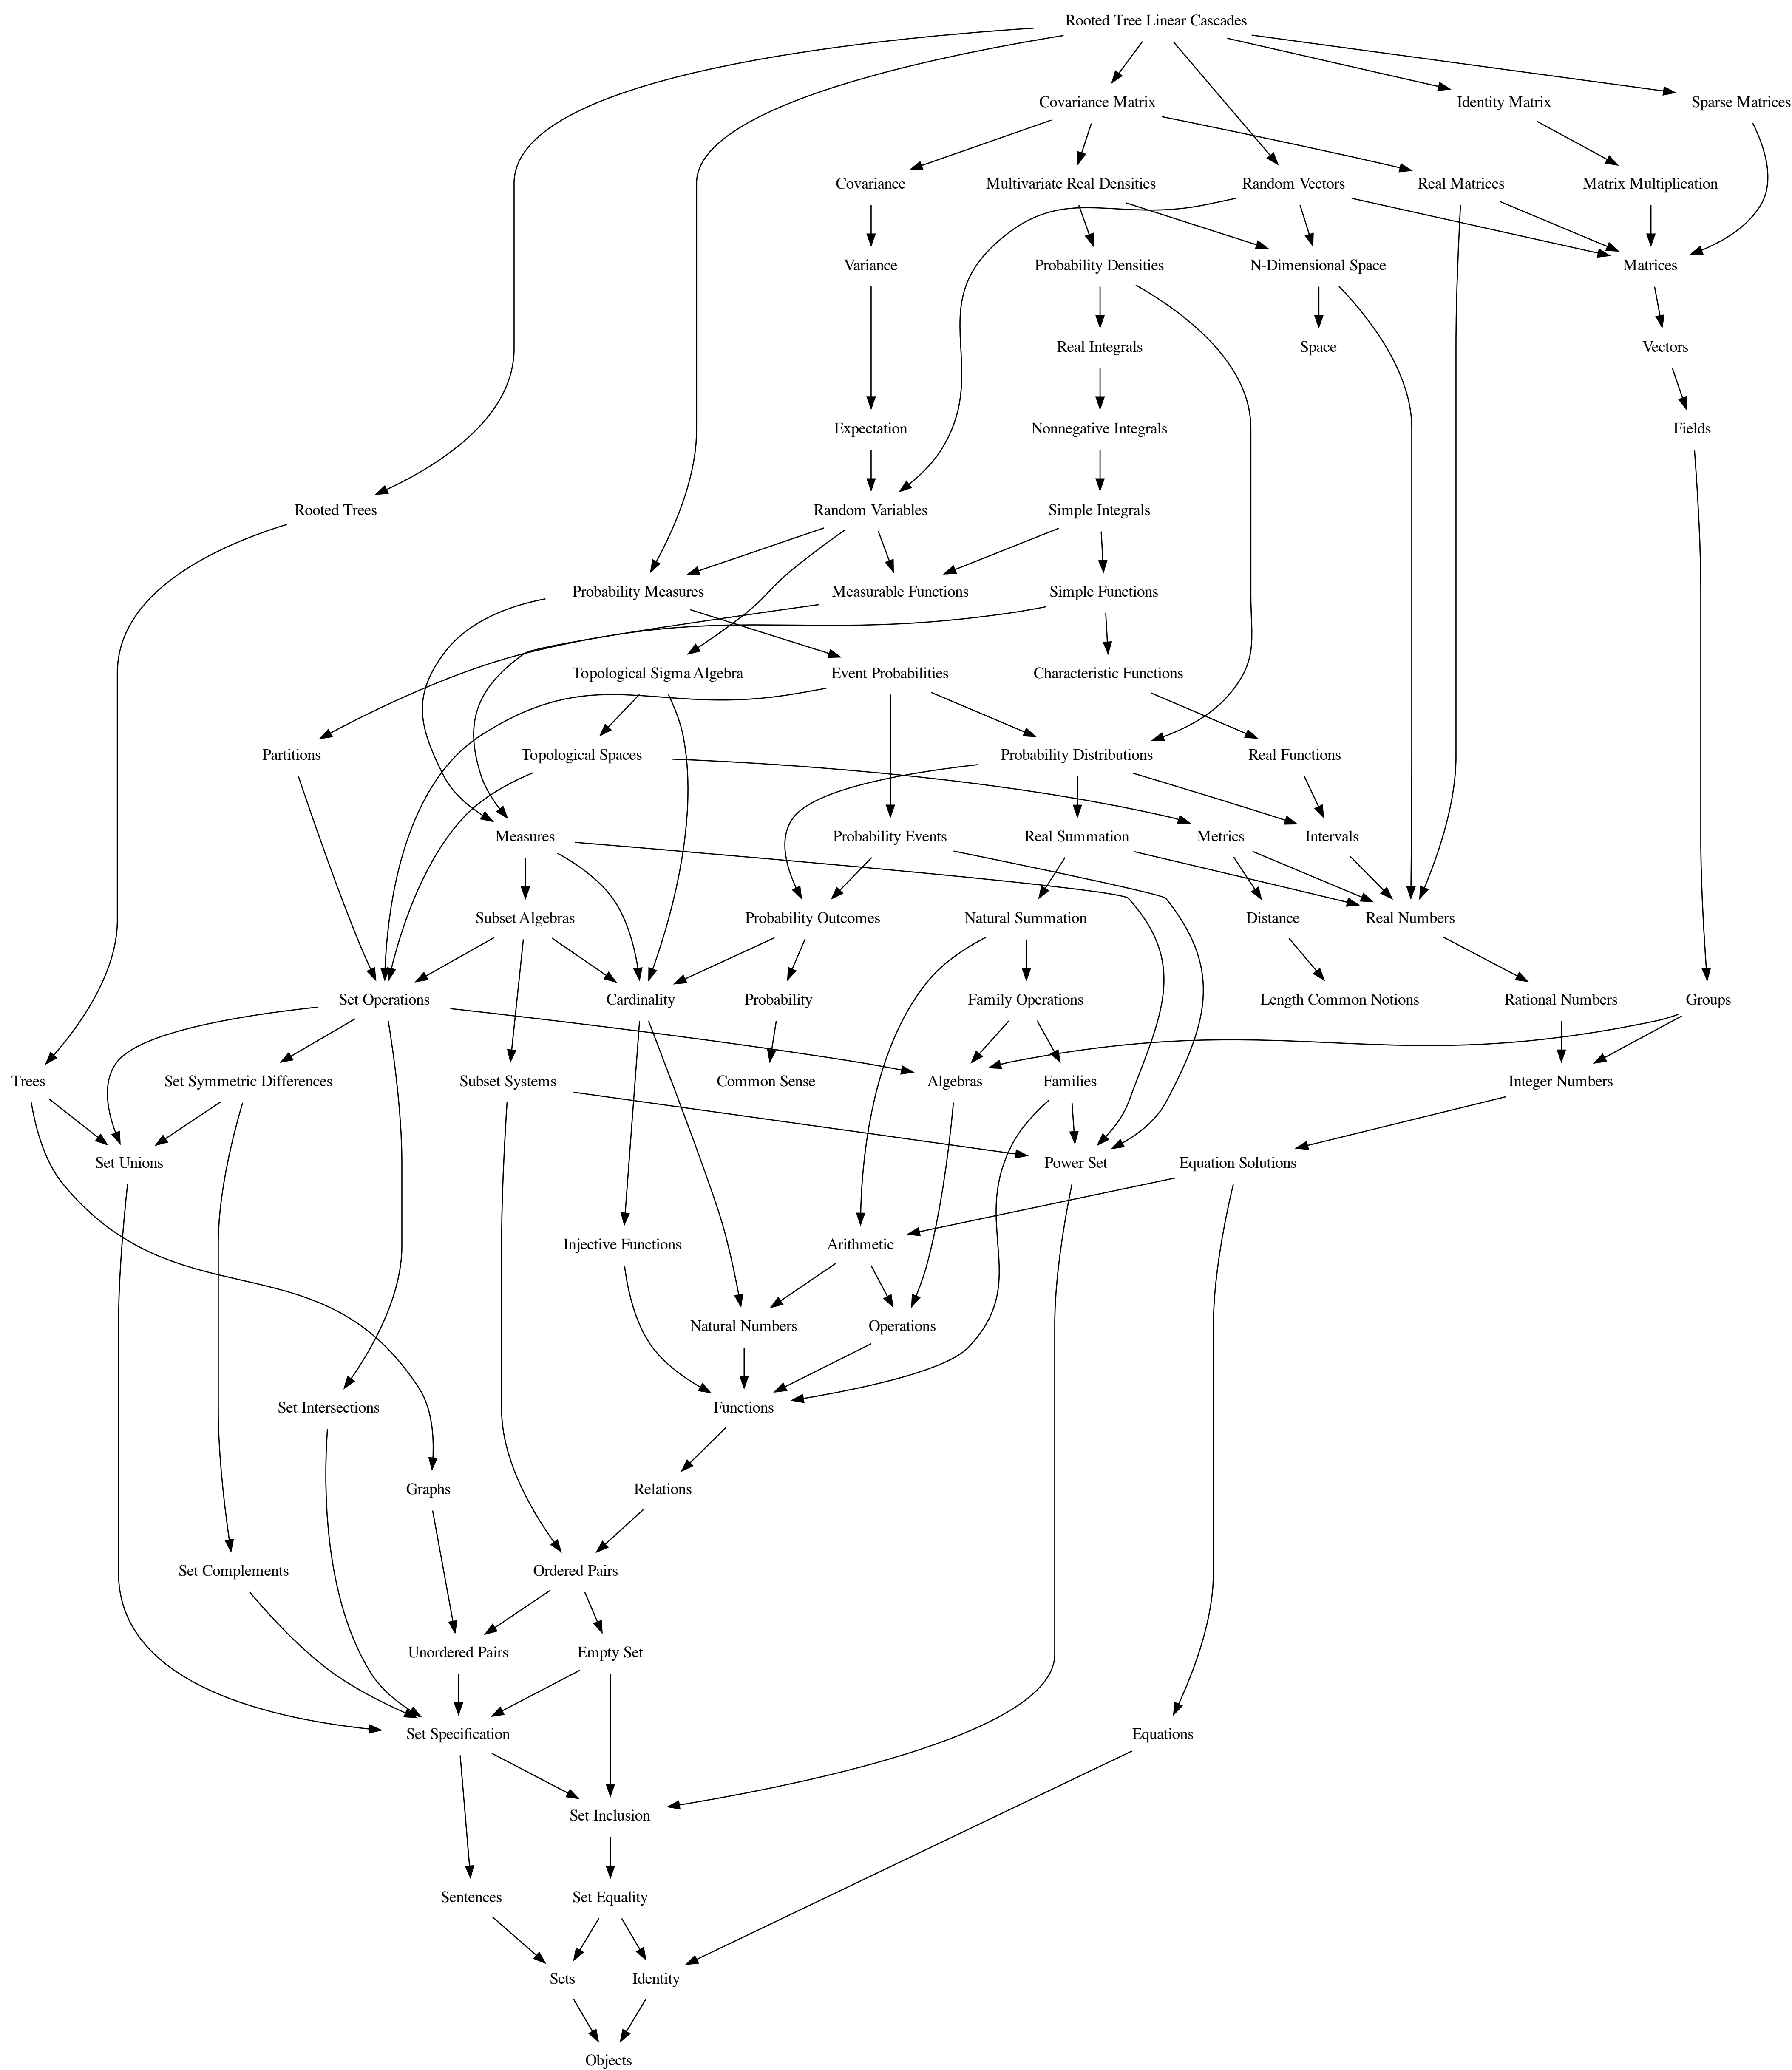 Rooted Tree Linear Cascades
Covariance Matrix
Identity Matrix
Sparse Matrices
Covariance
Multivariate Real Densities
Random Vectors
Real Matrices
Matrix Multiplication
Variance
Probability Densities
N-Dimensional Space
Matrices
Real Integrals
Space
Vectors
Expectation
Nonnegative Integrals
Fields
Rooted Trees
Random Variables
Simple Integrals
Probability Measures
Measurable Functions
Simple Functions
Topological Sigma Algebra
Event Probabilities
Characteristic Functions
Partitions
Topological Spaces
Probability Distributions
Real Functions
Measures
Probability Events
Real Summation
Metrics
Intervals
Subset Algebras
Probability Outcomes
Natural Summation
Distance
Real Numbers
Set Operations
Cardinality
Probability
Family Operations
Length Common Notions
Rational Numbers
Groups
Trees
Set Symmetric Differences
Subset Systems
Common Sense
Algebras
Families
Integer Numbers
Set Unions
Power Set
Equation Solutions
Injective Functions
Arithmetic
Natural Numbers
Operations
Set Intersections
Functions
Graphs
Relations
Set Complements
Ordered Pairs
Unordered Pairs
Empty Set
Set Specification
Equations
Set Inclusion
Sentences
Set Equality
Sets
Identity
Objects